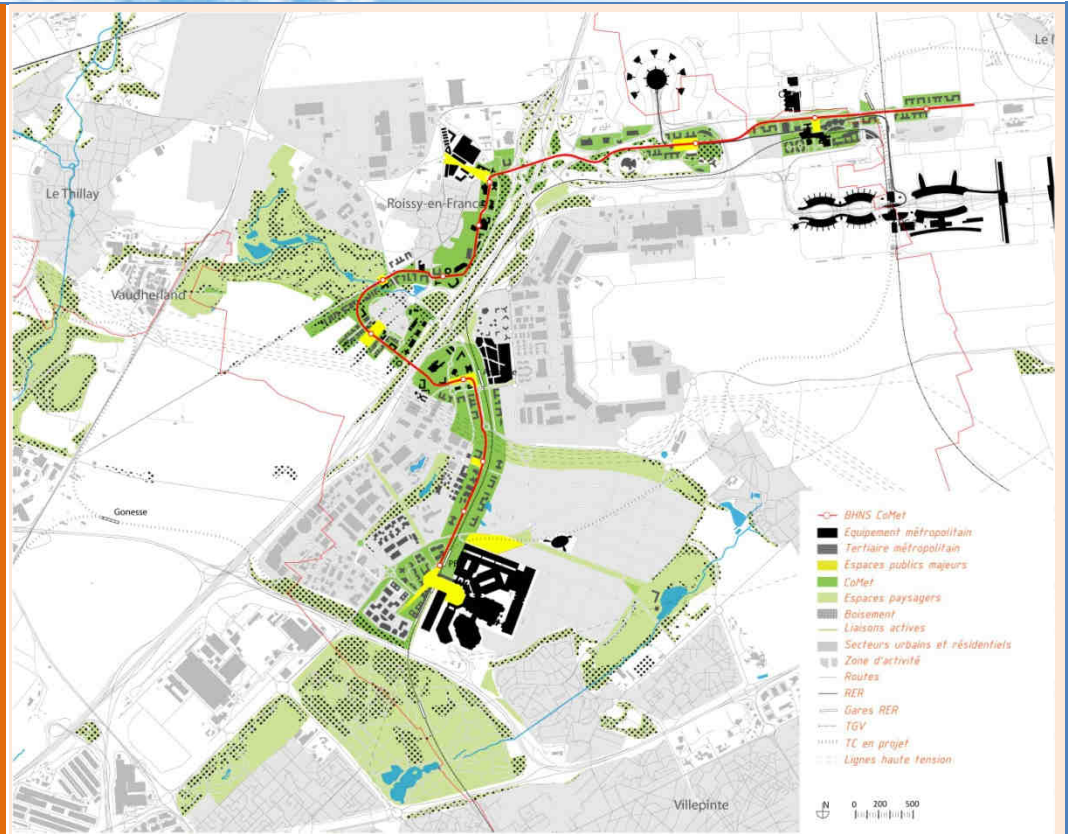 Le Thillay
Roissy-en-France
Vaudherland
Gonesse
Villepinte
BHNS CoMet
Equipement métropolitain
Tertiaire métropolitain
Espaces publics majeurs
CoMet
Espaces paysagers
Boisement
Liaisons actives
Secteurs urbains et résidentiels
Zone d'activité
Routes
RER
Gares RER
TGV
TC en projet
Lignes haute tension
N
0 200 500